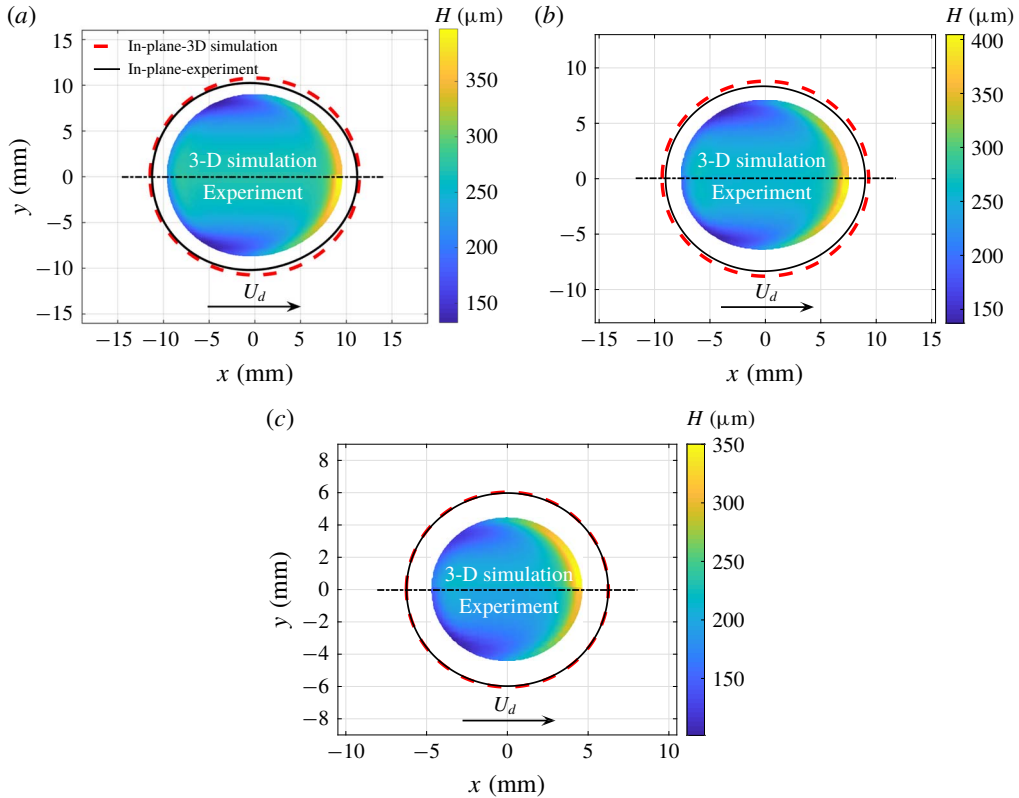 (a)
H (μm)
In-plane-3D simulation
In-plane-experiment
15
10
5
0
−5
−10
−15
y (mm)
3-D simulation
Experiment
U_d
−15 −10 −5 0 5 10 15
x (mm)
350
300
250
200
150
(b)
H (μm)
10
5
0
−5
−10
3-D simulation
Experiment
U_d
−15 −10 −5 0 5 10 15
x (mm)
400
350
300
250
200
150
(c)
H (μm)
8
6
4
2
0
−2
−4
−6
−8
y (mm)
3-D simulation
Experiment
U_d
−10 −5 0 5 10
x (mm)
350
300
250
200
150